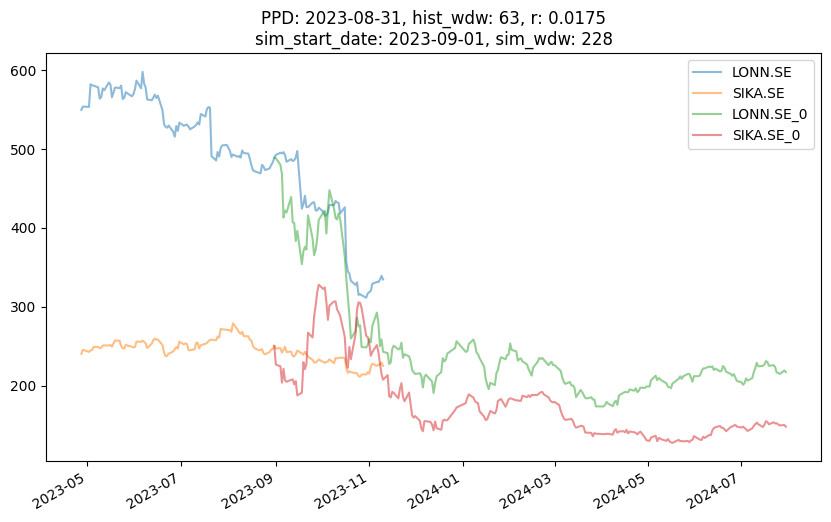 PPD: 2023-08-31, hist_wdw: 63, r: 0.0175
sim_start_date: 2023-09-01, sim_wdw: 228
LONN.SE
SIKA.SE
LONN.SE_0
SIKA.SE_0
600
500
400
300
200
2023-05
2023-07
2023-09
2023-11
2024-01
2024-03
2024-05
2024-07